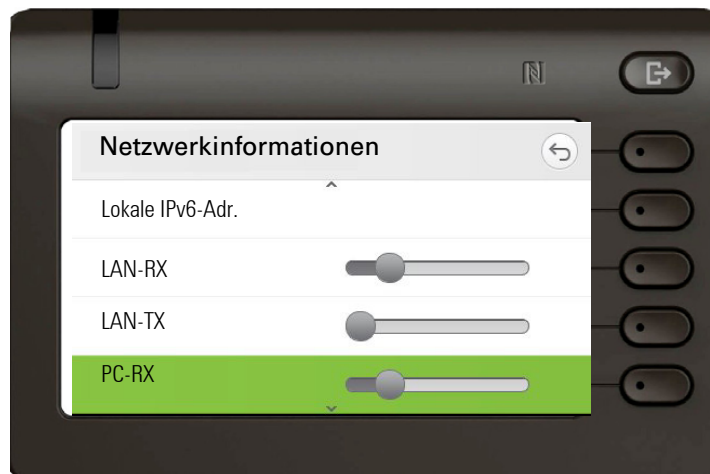 Netzwerkinformationen
Lokale IPv6-Adr.
LAN-RX
LAN-TX
PC-RX